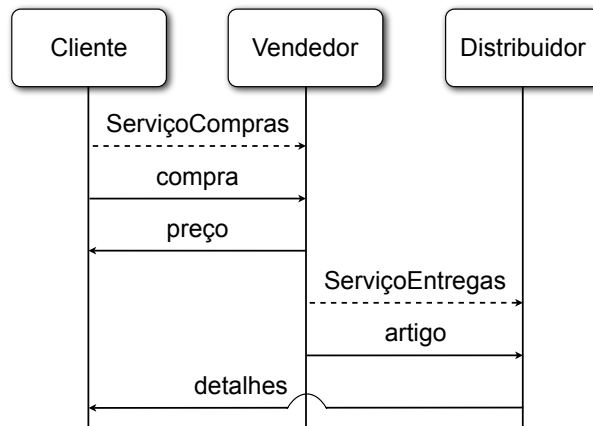 Cliente
Vendedor
Distribuidor
ServiçoCompras
compra
preço
ServiçoEntregas
artigo
detalhes